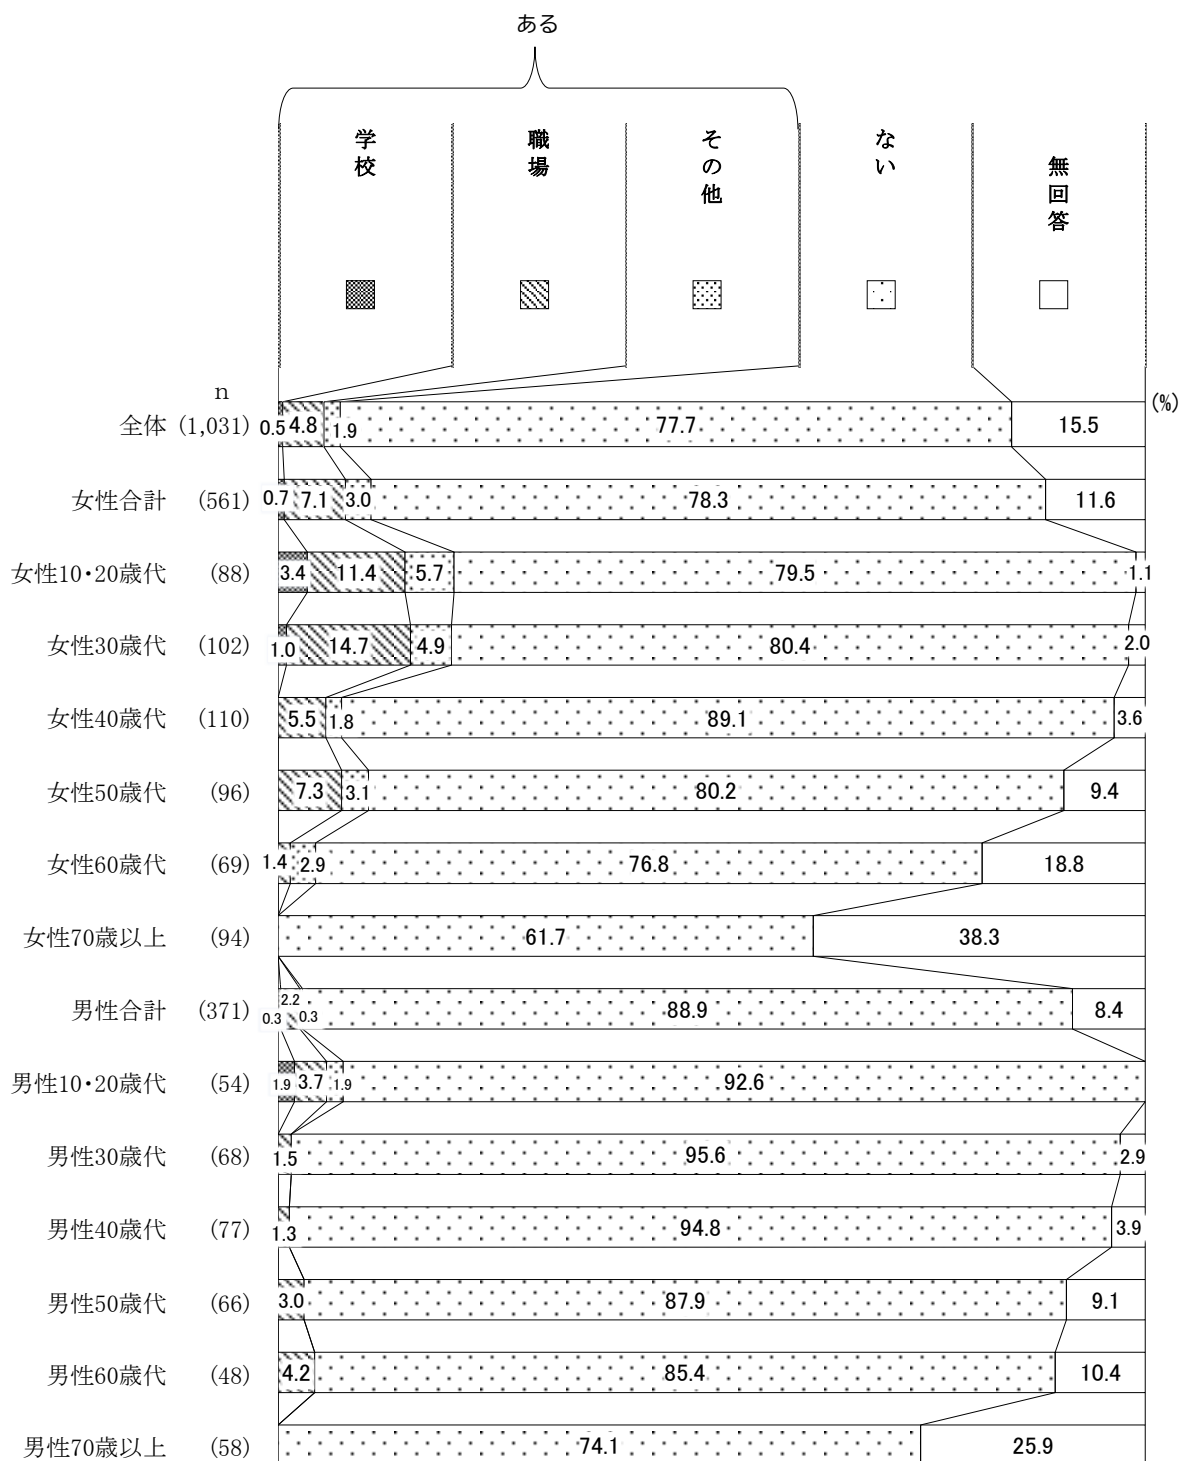 ある
学校
職場
その他
ない
無回答
n
(%)
全体 (1,031) 0.5 4.8 1.9 77.7 15.5
女性合計 (561) 0.7 7.1 3.0 78.3 11.6
女性10・20歳代 (88) 3.4 11.4 5.7 79.5 1.1
女性30歳代 (102) 1.0 14.7 4.9 80.4 2.0
女性40歳代 (110) 5.5 1.8 89.1 3.6
女性50歳代 (96) 7.3 3.1 80.2 9.4
女性60歳代 (69) 1.4 2.9 76.8 18.8
女性70歳以上 (94) 61.7 38.3
男性合計 (371) 0.3 2.2 0.3 88.9 8.4
男性10・20歳代 (54) 1.9 3.7 1.9 92.6
男性30歳代 (68) 1.5 95.6 2.9
男性40歳代 (77) 1.3 94.8 3.9
男性50歳代 (66) 3.0 87.9 9.1
男性60歳代 (48) 4.2 85.4 10.4
男性70歳以上 (58) 74.1 25.9